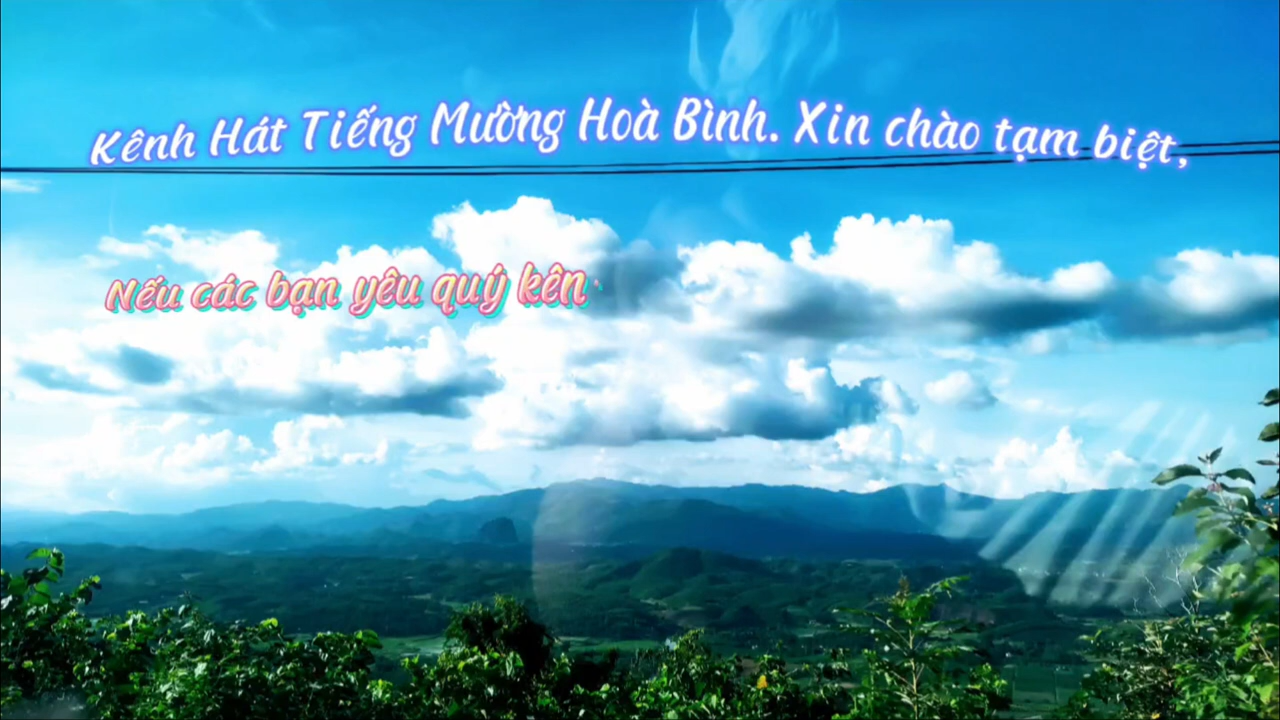 Kênh Hát Tiếng Mường Hoà Bình. Xin chào tạm biệt,
Nếu các bạn yêu quý kên